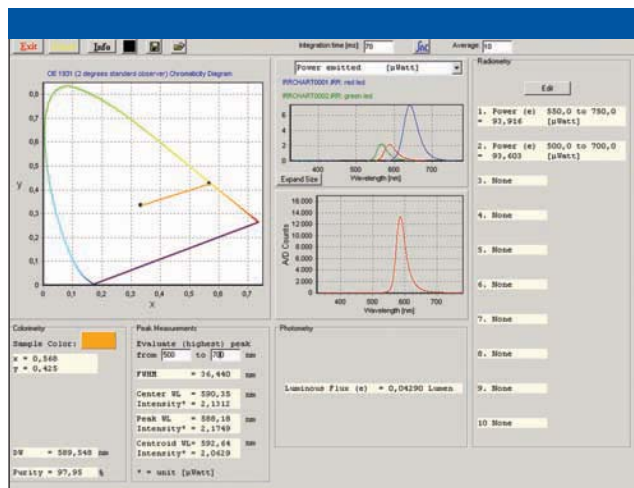 Exit Info Integration time [ms] 70 Average 10
CIE 1931 (2 degrees standard observer) Chromaticity Diagram
0,8
0,6
0,5
y 0,4
0,3
0,2
0,1
0
0 0,1 0,2 0,3 0,4 0,5 0,6 0,7
X
Power emitted [µWatt]
IRRCHART0001.IRR: red led
IRRCHART0002.IRR: green led
6
4
2
0
400 500 600 700
Expand Size Wavelength [nm]
16.000
14.000
12.000
10.000
8.000
6.000
4.000
2.000
0
A/D Counts
400 500 600 700
Wavelength [nm]
Radiometry
Edit
1. Power (e) 550,0 to 750,0
= 93,916 [µWatt]
2. Power (e) 500,0 to 700,0
= 93,603 [µWatt]
3. None
4. None
5. None
6. None
7. None
8. None
9. None
10 None
Colorimetry
Sample Color:
x = 0,568
y = 0,425
DW = 589,548 nm
Purity = 97,95 %
Peak Measurements
Evaluate (highest) peak
from 500 to 700 nm
FWHM = 36,440 nm
Center WL = 590,35 nm
Intensity* = 2,1312
Peak WL = 588,18 nm
Intensity* = 2,1749
Centroid WL= 592,64 nm
Intensity* = 2,0629
* = unit [µWatt]
Photometry
Luminous Flux (e) = 0,04290 Lumen